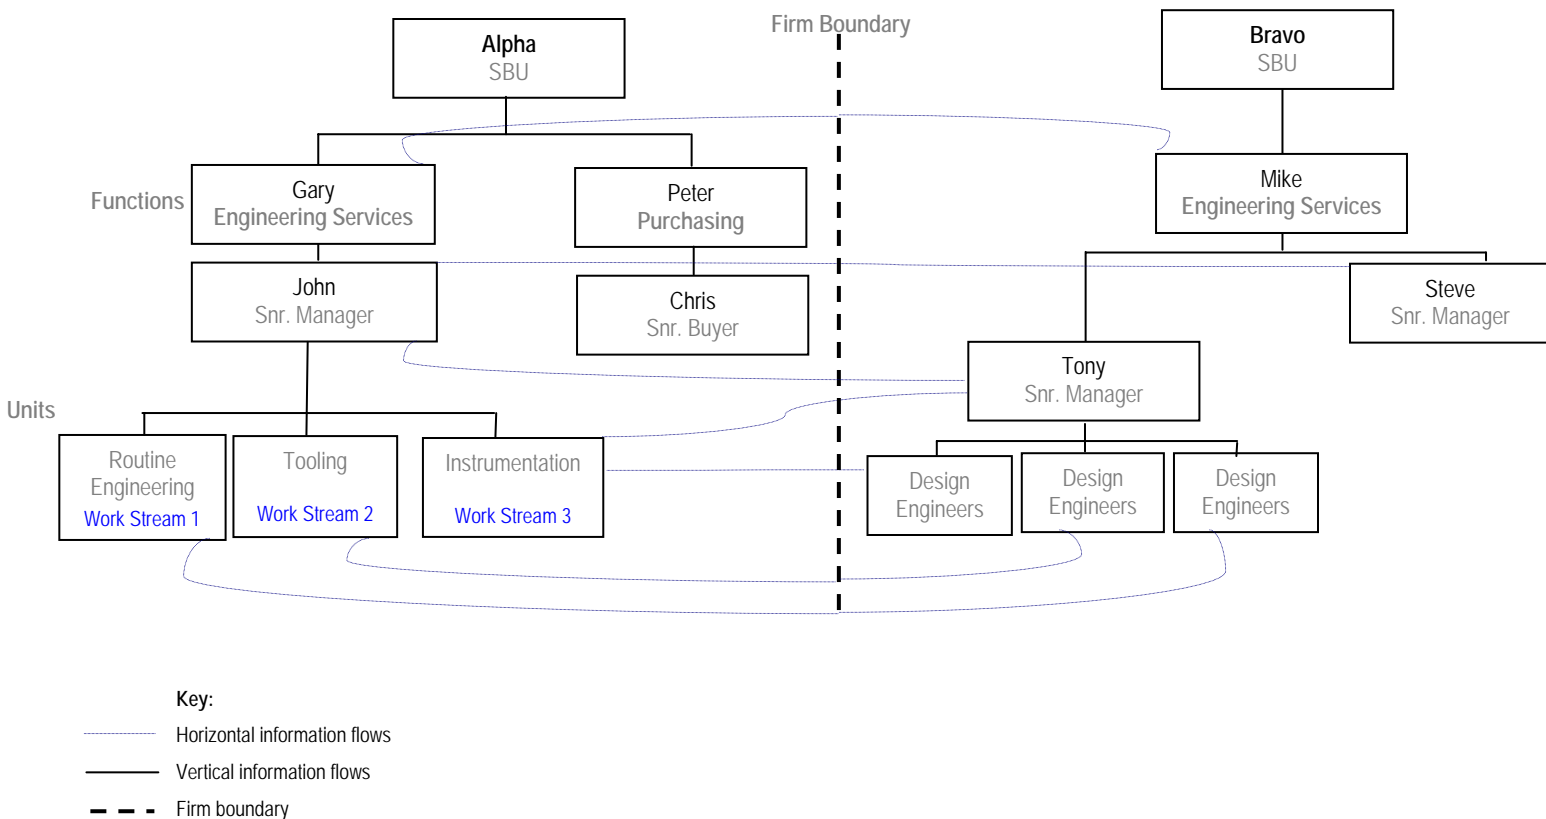 Firm Boundary
Alpha
SBU
Bravo
SBU
Functions
Gary
Engineering Services
Peter
Purchasing
Mike
Engineering Services
John
Snr. Manager
Chris
Snr. Buyer
Steve
Snr. Manager
Tony
Snr. Manager
Units
Routine
Engineering
Work Stream 1
Tooling
Work Stream 2
Instrumentation
Work Stream 3
Design
Engineers
Design
Engineers
Design
Engineers
Key:
Horizontal information flows
Vertical information flows
Firm boundary